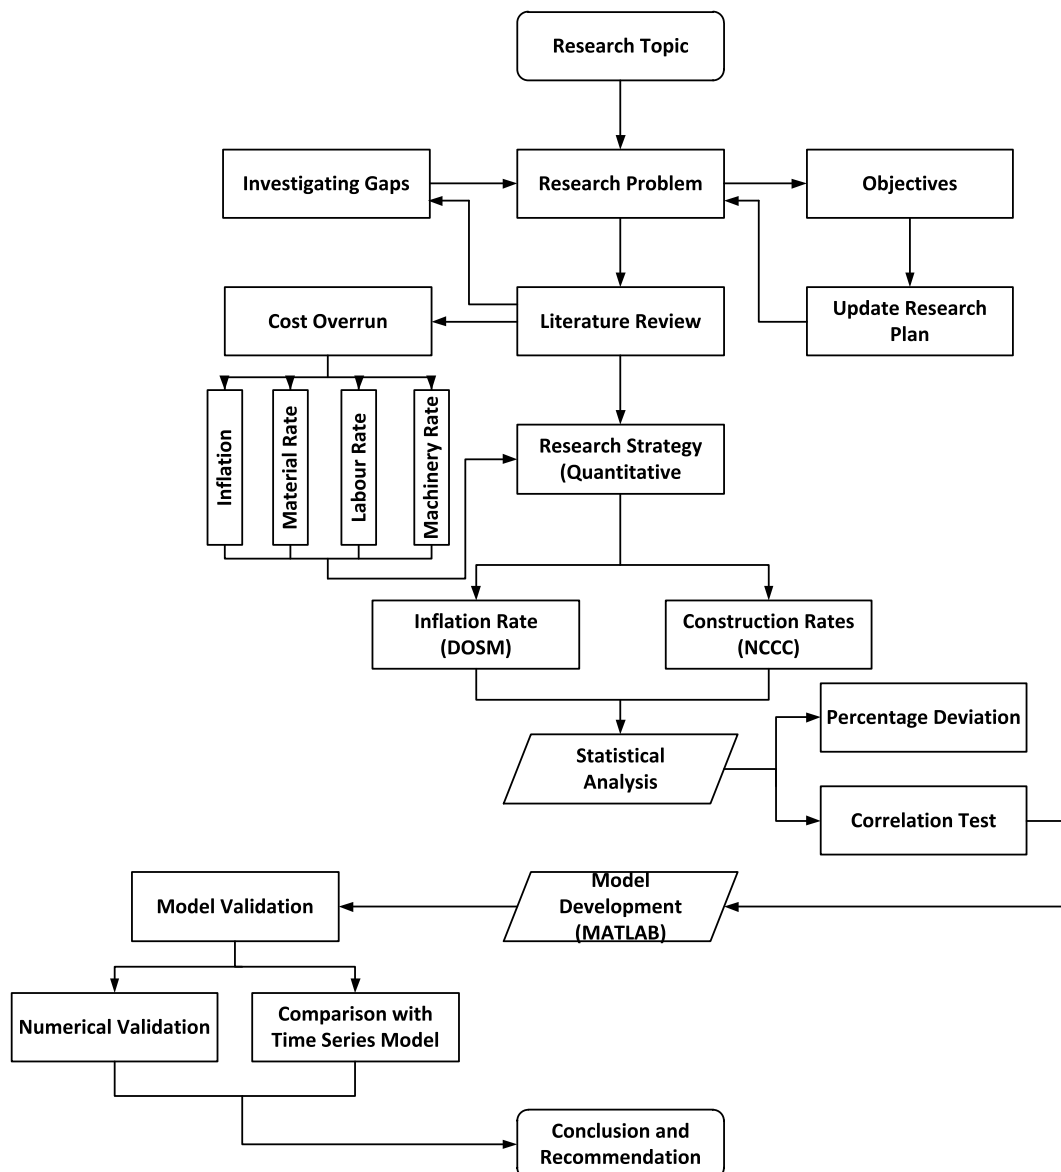 Research Topic
Investigating Gaps
Research Problem
Objectives
Cost Overrun
Literature Review
Update Research
Plan
Inflation
Material Rate
Labour Rate
Machinery Rate
Research Strategy
(Quantitative
Inflation Rate
(DOSM)
Construction Rates
(NCCC)
Percentage Deviation
Statistical
Analysis
Correlation Test
Model Validation
Model
Development
(MATLAB)
Numerical Validation
Comparison with
Time Series Model
Conclusion and
Recommendation